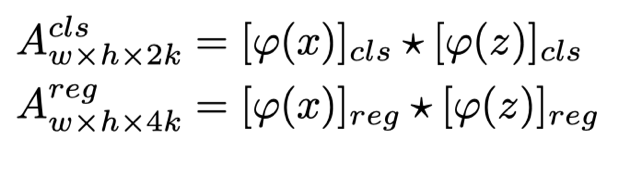 A^{cls}_{w×h×2k} = [φ(x)]_{cls} ⋆ [φ(z)]_{cls}
A^{reg}_{w×h×4k} = [φ(x)]_{reg} ⋆ [φ(z)]_{reg}